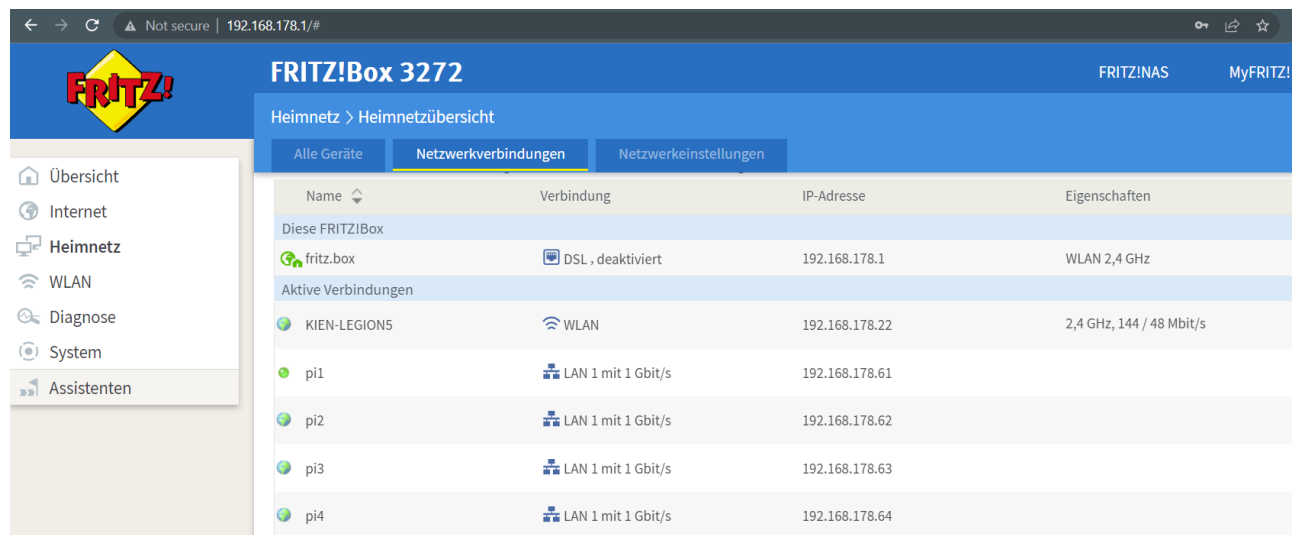 Not secure | 192.168.178.1/#
FRITZ!
FRITZ!Box 3272
FRITZ!NAS MyFRITZ!
Heimnetz > Heimnetzübersicht
Alle Geräte Netzwerkverbindungen Netzwerkeinstellungen
Übersicht
Internet
Heimnetz
WLAN
Diagnose
System
Assistenten
Name Verbindung IP-Adresse Eigenschaften
Diese FRITZ!Box
fritz.box DSL , deaktiviert 192.168.178.1 WLAN 2,4 GHz
Aktive Verbindungen
KIEN-LEGION5 WLAN 192.168.178.22 2,4 GHz, 144 / 48 Mbit/s
pi1 LAN 1 mit 1 Gbit/s 192.168.178.61
pi2 LAN 1 mit 1 Gbit/s 192.168.178.62
pi3 LAN 1 mit 1 Gbit/s 192.168.178.63
pi4 LAN 1 mit 1 Gbit/s 192.168.178.64